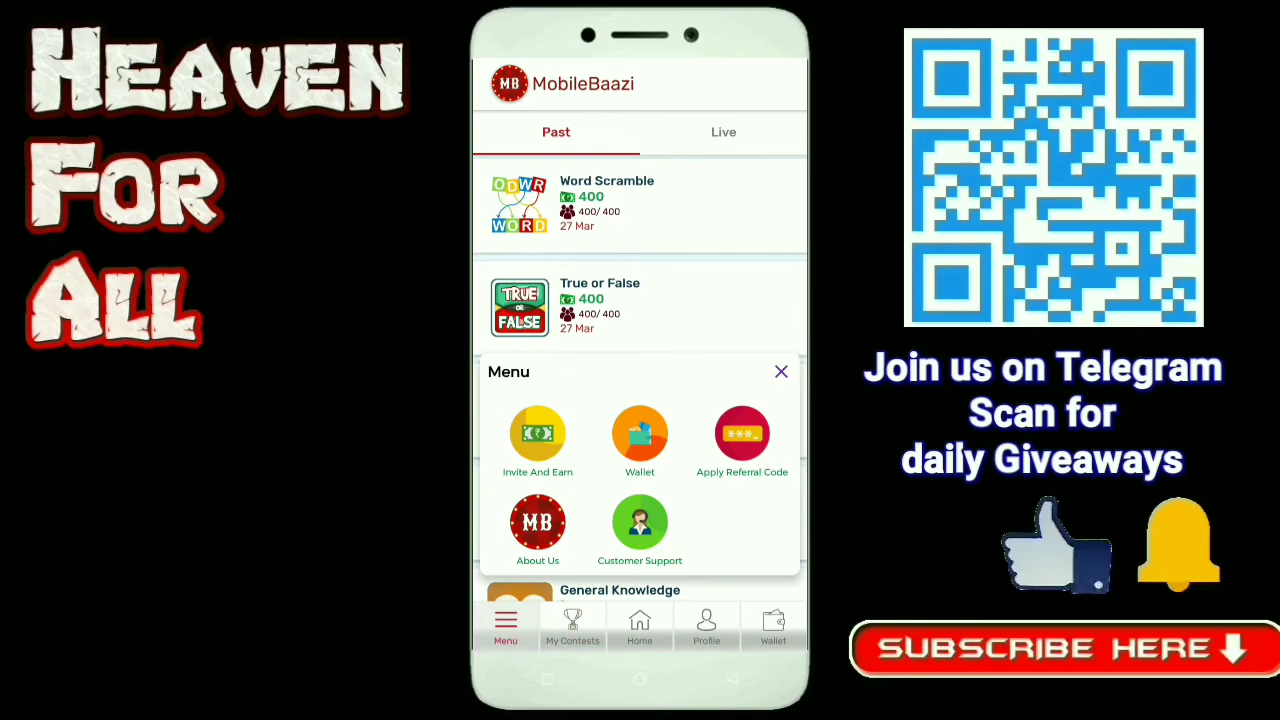 HEAVEN
FOR
ALL
MB MobileBaazi
Past Live
ODWR
WORD
Word Scramble
400
400/ 400
27 Mar
TRUE
OR
FALSE
True or False
400
400/ 400
27 Mar
Menu
₹
***_
Invite And Earn Wallet Apply Referral Code
MB
About Us Customer Support
General Knowledge
Menu My Contests Home Profile Wallet
Join us on Telegram
Scan for
daily Giveaways
SUBSCRIBE HERE